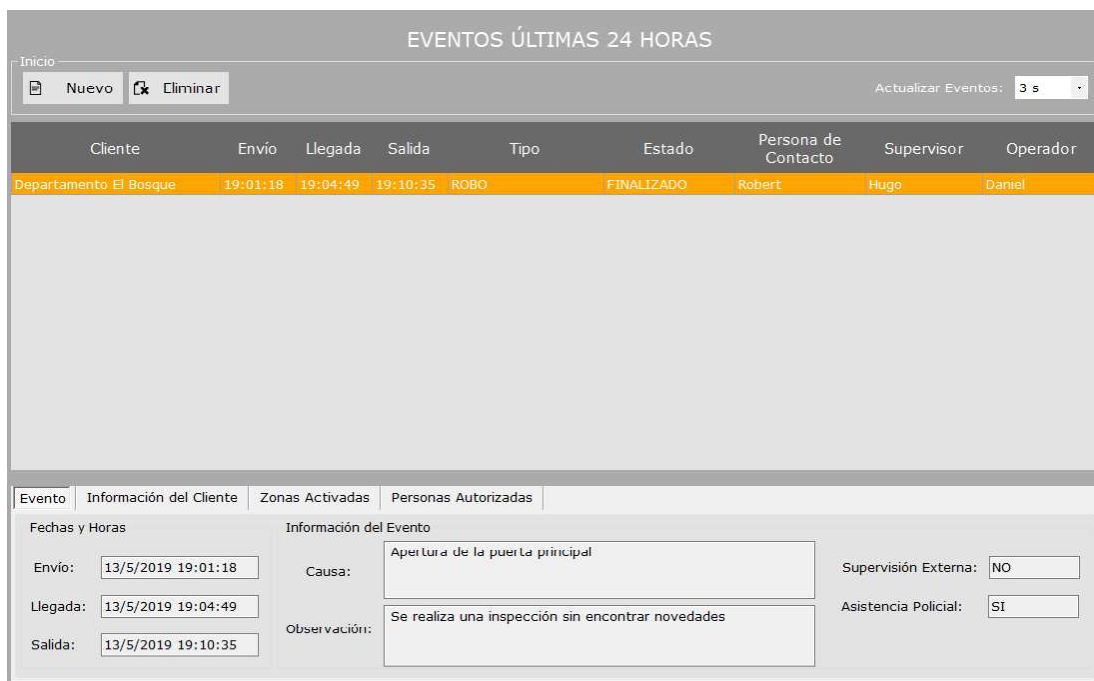 EVENTOS ÚLTIMAS 24 HORAS
Inicio
Nuevo Eliminar Actualizar Eventos: 3 s
Cliente Envío Llegada Salida Tipo Estado Persona de Contacto Supervisor Operador
Departamento El Bosque 19:01:18 19:04:49 19:10:35 ROBO FINALIZADO Robert Hugo Daniel
Evento Información del Cliente Zonas Activadas Personas Autorizadas
Fechas y Horas Información del Evento
Envío: 13/5/2019 19:01:18 Causa: Apertura de la puerta principal Supervisión Externa: NO
Llegada: 13/5/2019 19:04:49 Asistencia Policial: SI
Observación: Se realiza una inspección sin encontrar novedades
Salida: 13/5/2019 19:10:35